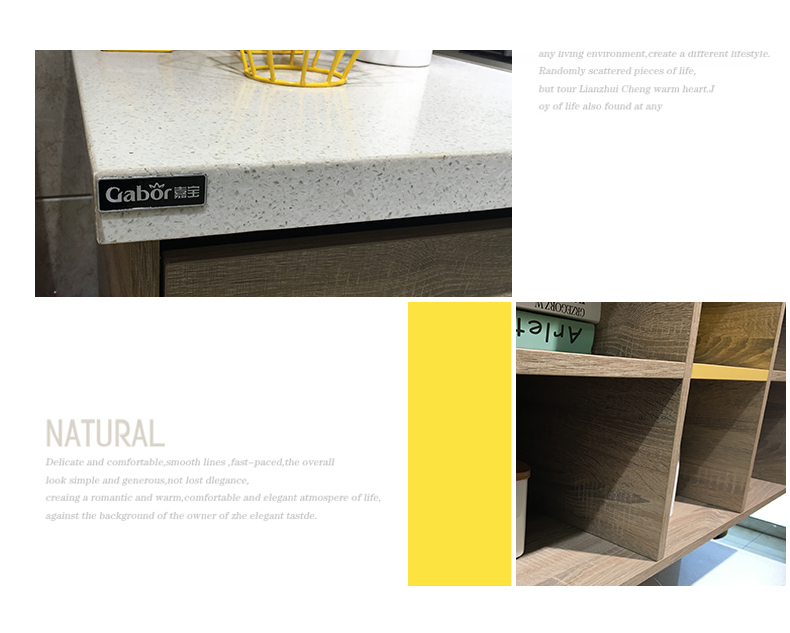 any living environment,create a different lifestyle.
Randomly scattered pieces of life,
but tour Lianzhui Cheng warm heart.J
oy of life also found at any
Gabor 嘉宝
GRZEGORZ W
Arlet
NATURAL
Delicate and comfortable,smooth lines ,fast-paced,the overall
look simple and generous,not lost dlegance,
creaing a romantic and warm,comfortable and elegant atmospere of life,
against the background of the owner of zhe elegant tastde.